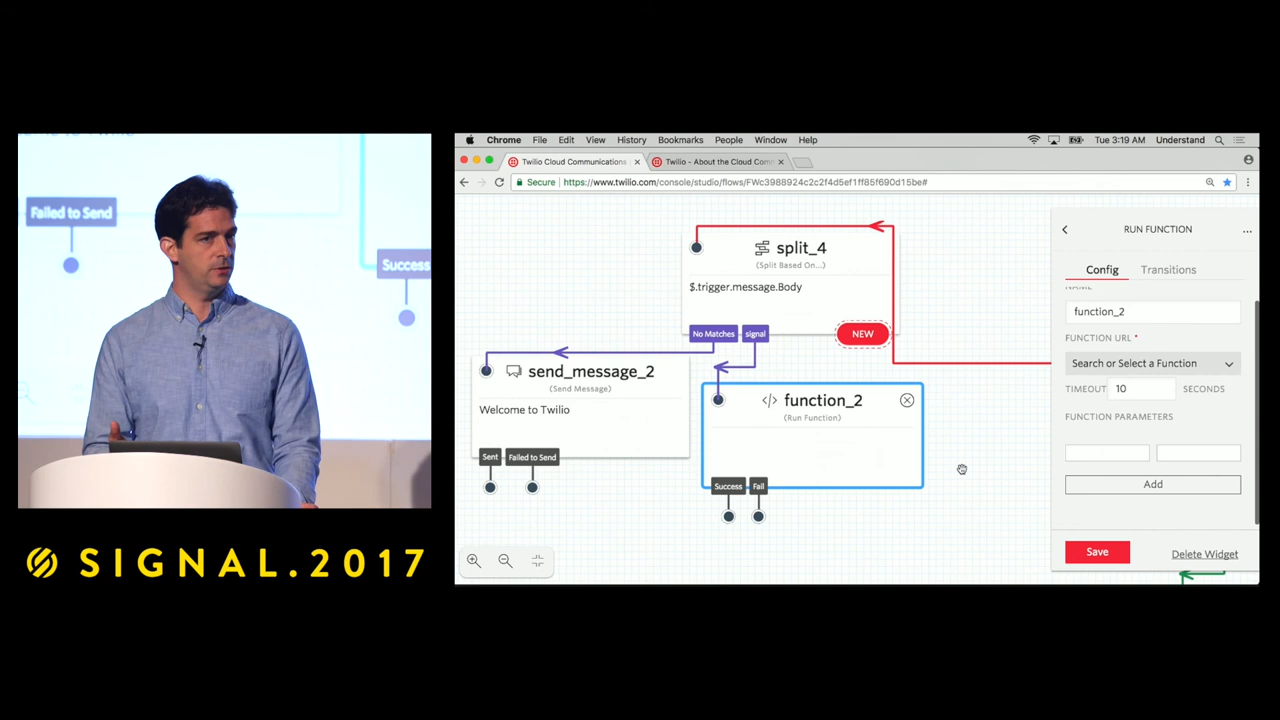 Failed to Send
Success
SIGNAL.2017
Chrome File Edit View History Bookmarks People Window Help
Tue 3:19 AM Understand
Twilio Cloud Communications
Twilio - About the Cloud Com
Secure https://www.twilio.com/console/studio/flows/FWc3988924c2c2f4d5ef1ff85f690d15be#
split_4
(Split Based On...)
$.trigger.message.Body
No Matches signal
NEW
send_message_2
(Send Message)
Welcome to Twilio
Sent Failed to Send
</> function_2
(Run Function)
Success Fail
RUN FUNCTION
...
Config Transitions
NAME
function_2
FUNCTION URL *
Search or Select a Function
TIMEOUT 10 SECONDS
FUNCTION PARAMETERS
Add
Save Delete Widget